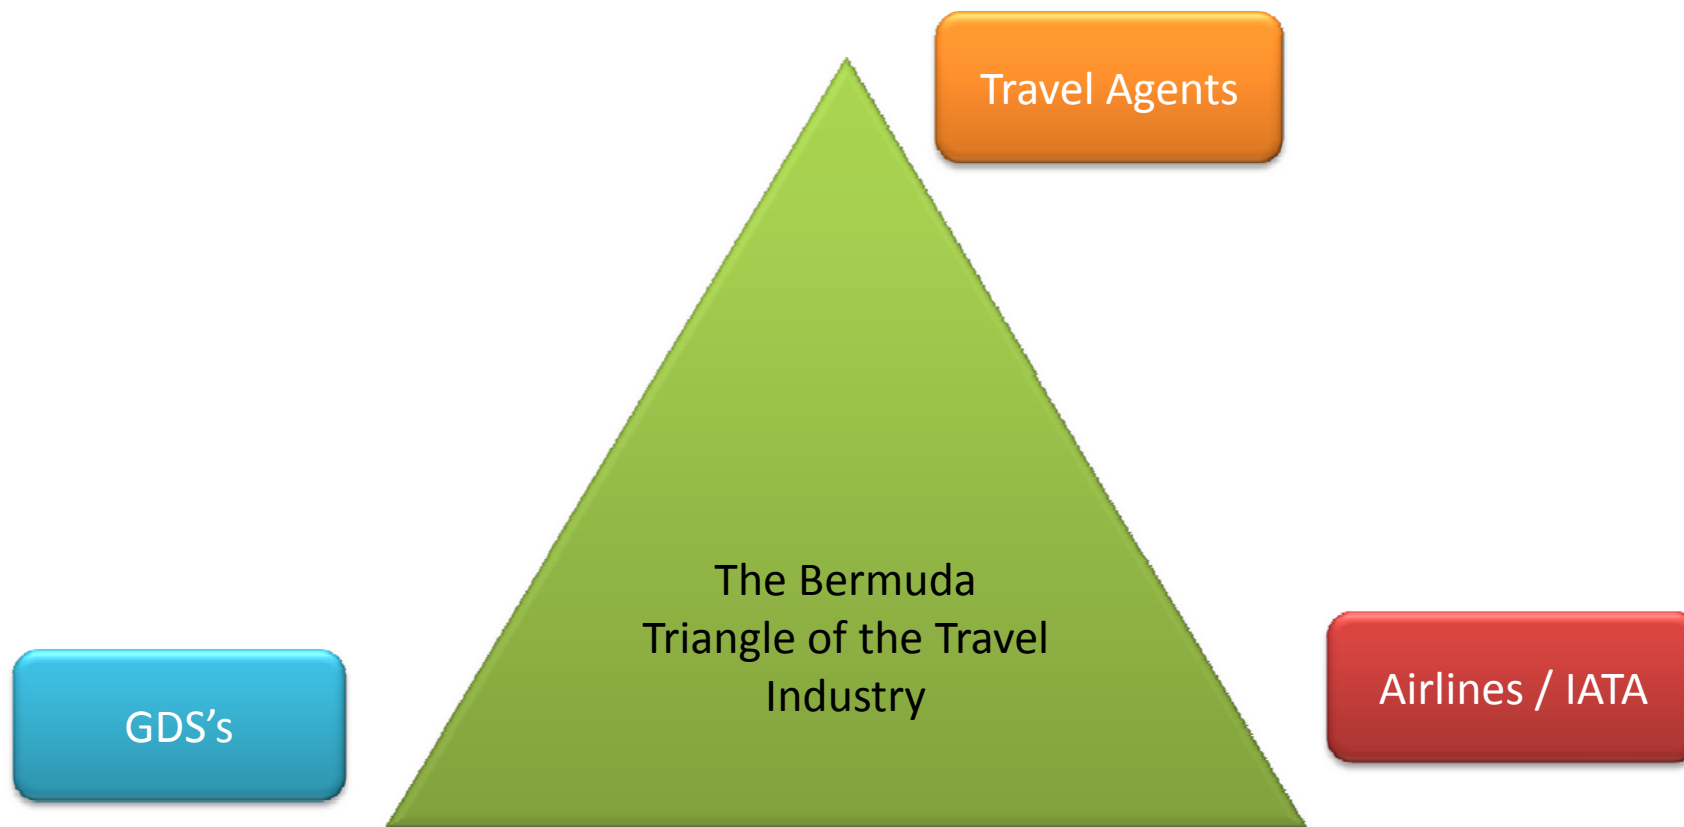 Travel Agents
The Bermuda
Triangle of the Travel
Industry
GDS’s
Airlines / IATA